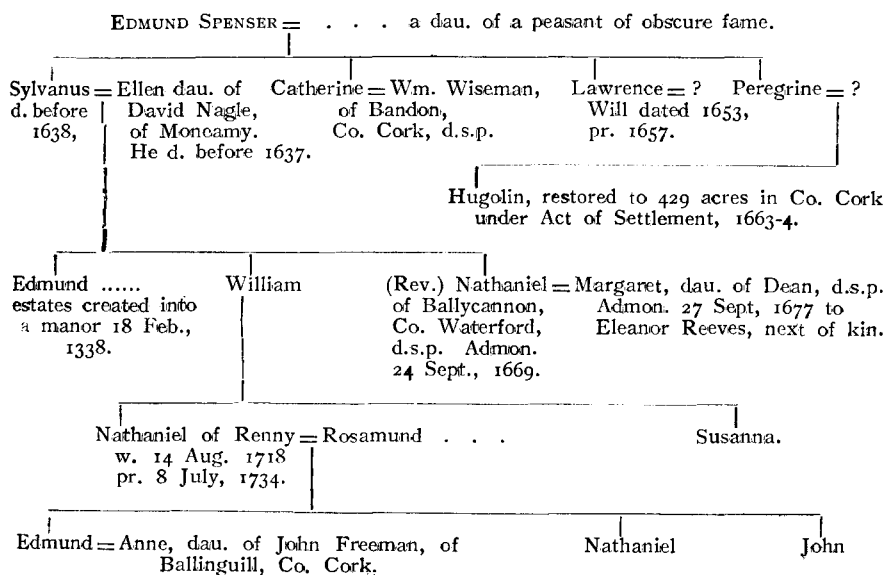 EDMUND SPENSER = . . . a dau. of a peasant of obscure fame.
Sylvanus = Ellen dau. of
d. before David Nagle,
1638, of Moneamy.
He d. before 1637.
Catherine = Wm. Wiseman,
of Bandon,
Co. Cork, d.s.p.
Lawrence = ?
Will dated 1653,
pr. 1657.
Peregrine = ?
Hugolin, restored to 429 acres in Co. Cork
under Act of Settlement, 1663-4.
Edmund ......
estates created into
a manor 18 Feb.,
1338.
William
(Rev.) Nathaniel = Margaret, dau. of Dean, d.s.p.
of Ballycannon, Admon. 27 Sept, 1677 to
Co. Waterford, Eleanor Reeves, next of kin.
d.s.p. Admon.
24 Sept., 1669.
Nathaniel of Renny = Rosamund . . .
w. 14 Aug. 1718
pr. 8 July, 1734.
Susanna.
Edmund = Anne, dau. of John Freeman, of
Ballinguill, Co. Cork.
Nathaniel
John